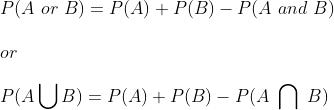 P(A or B) = P(A) + P(B) − P(A and B)
or
P(A ⋃ B) = P(A) + P(B) − P(A ⋂ B)